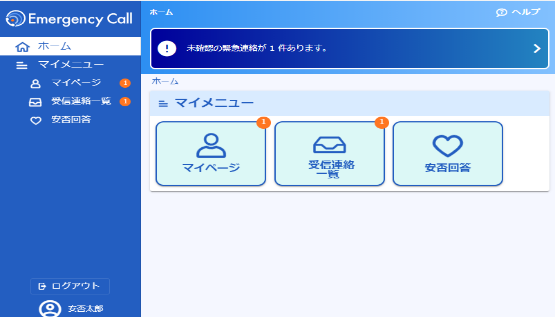 Emergency Call
ホーム
マイメニュー
マイページ 1
受信連絡一覧 1
安否回答
ログアウト
安否太郎
ホーム
ヘルプ
未確認の緊急連絡が 1 件あります。
ホーム
マイメニュー
1
マイページ
1
受信連絡
一覧
安否回答